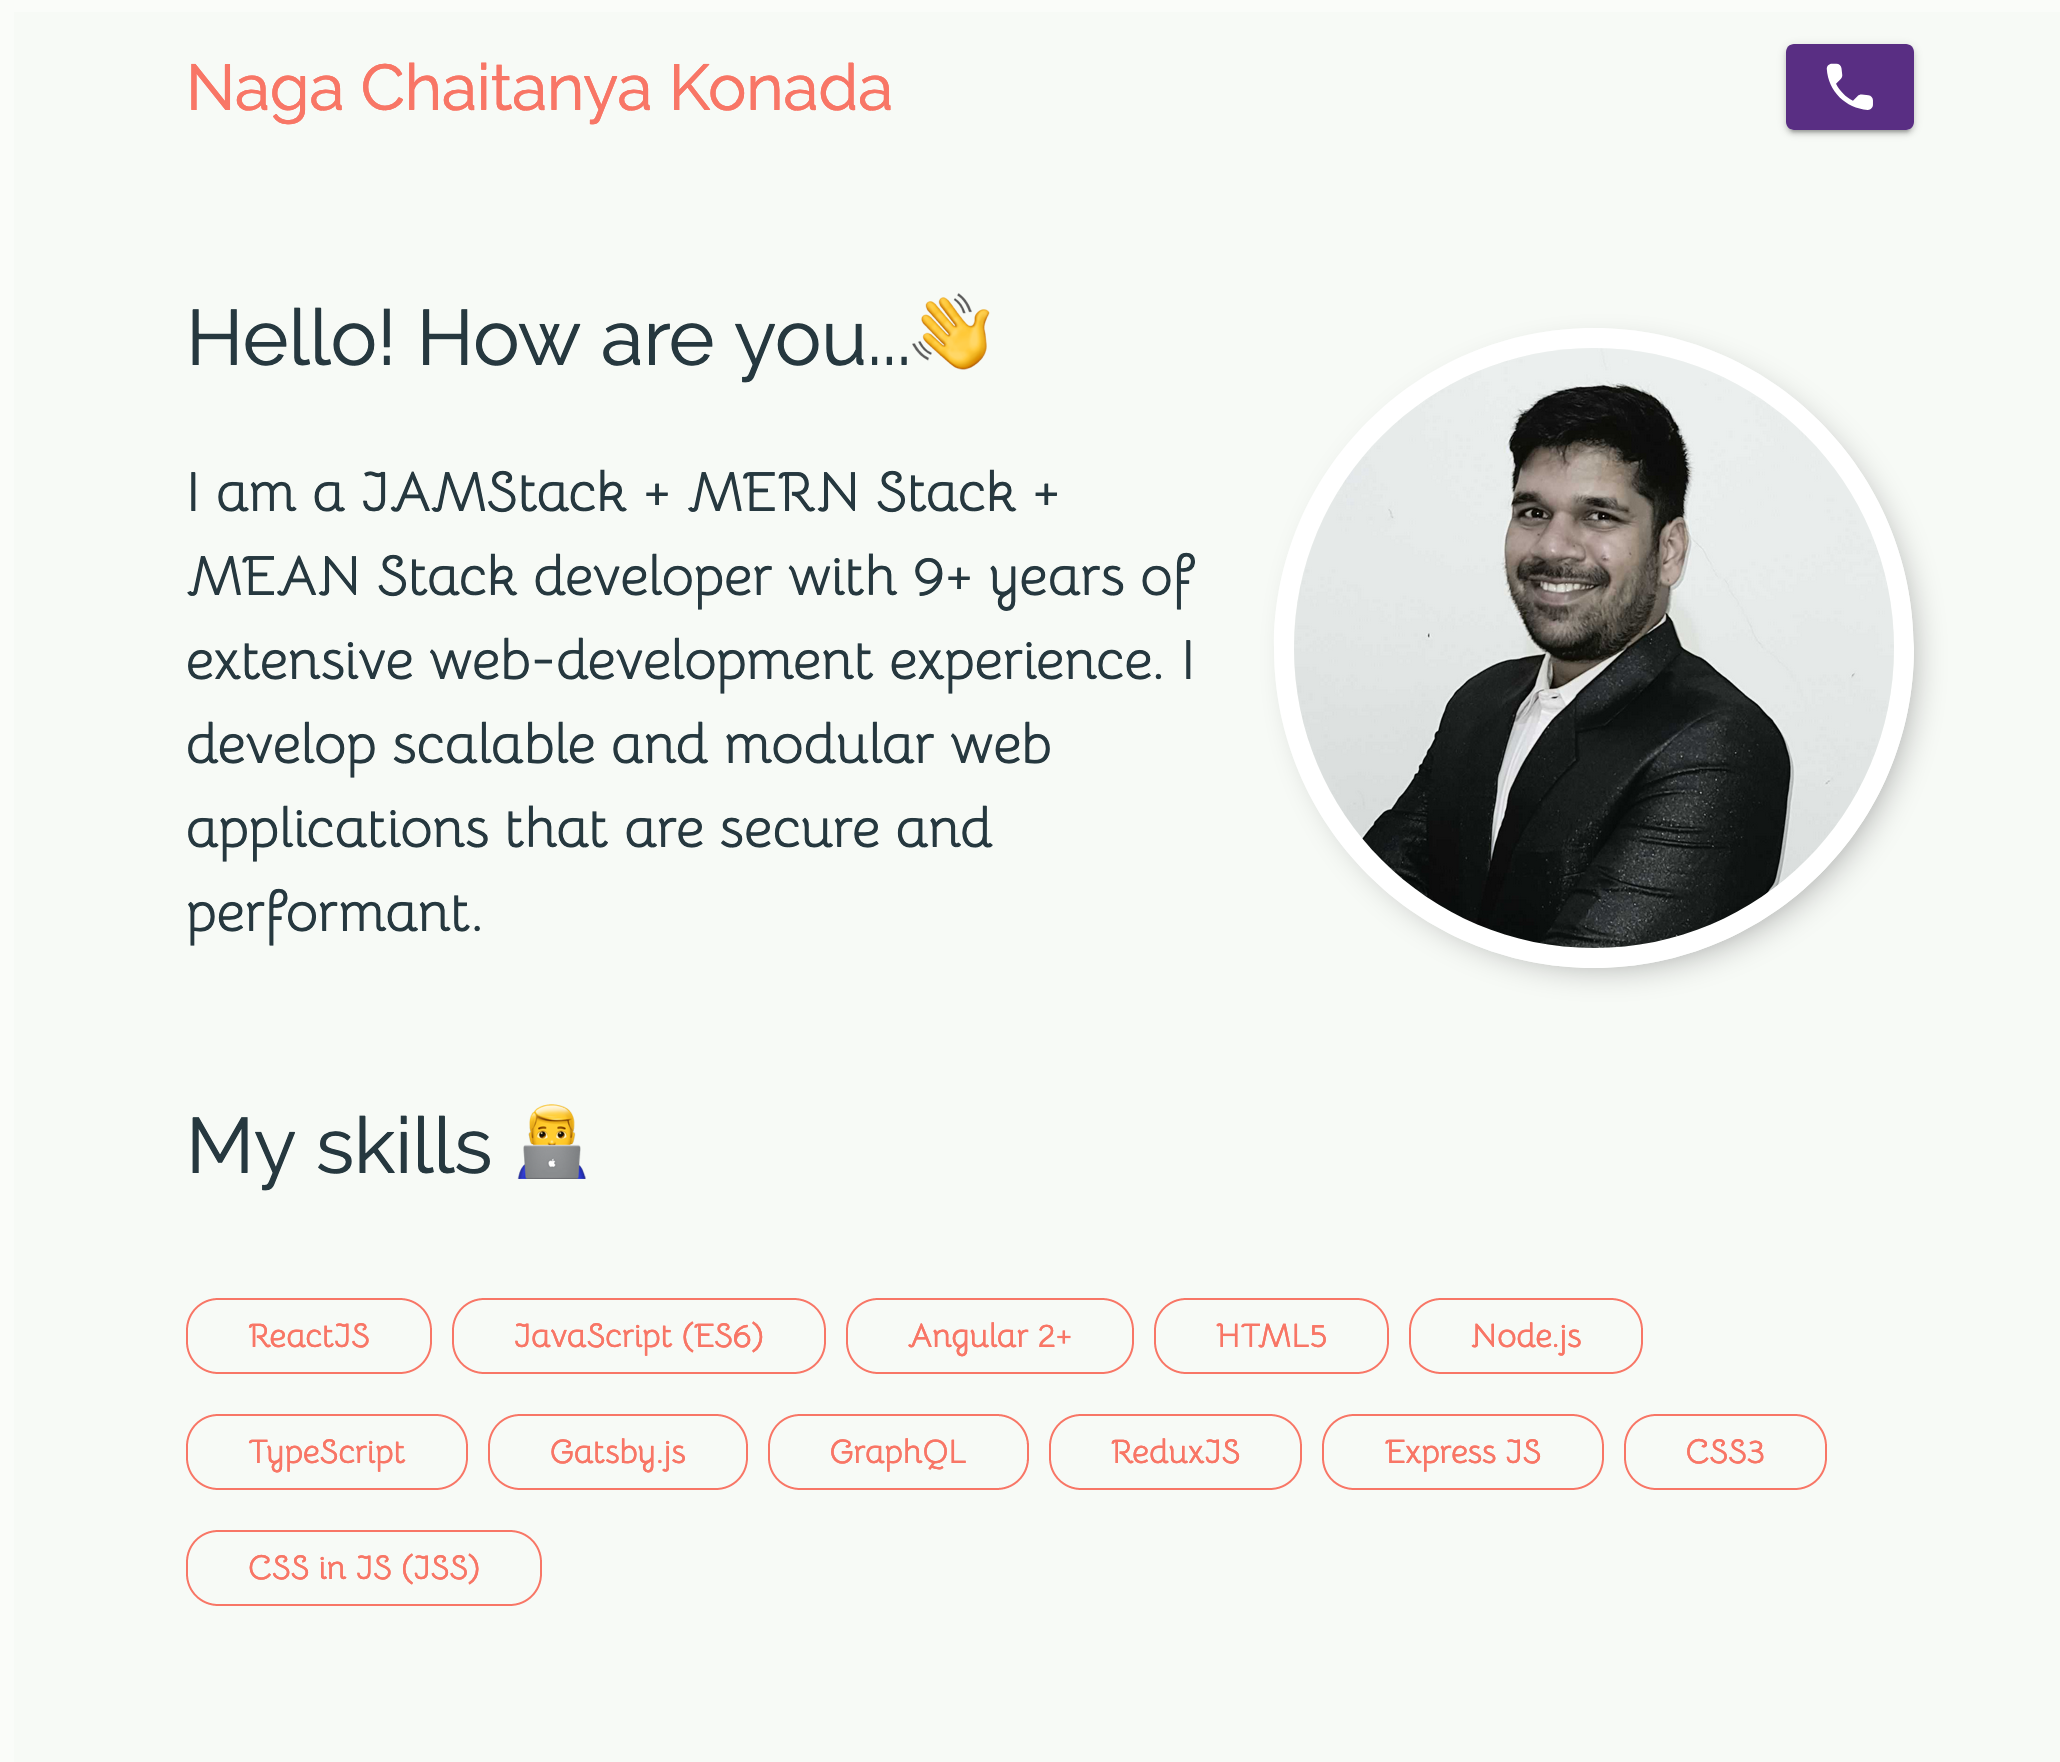 Naga Chaitanya Konada
Hello! How are you...👋
I am a JAMStack + MERN Stack +
MEAN Stack developer with 9+ years of
extensive web-development experience. I
develop scalable and modular web
applications that are secure and
performant.
My skills 👨‍💻
ReactJS
JavaScript (ES6)
Angular 2+
HTML5
Node.js
TypeScript
Gatsby.js
GraphQL
ReduxJS
Express JS
CSS3
CSS in JS (JSS)